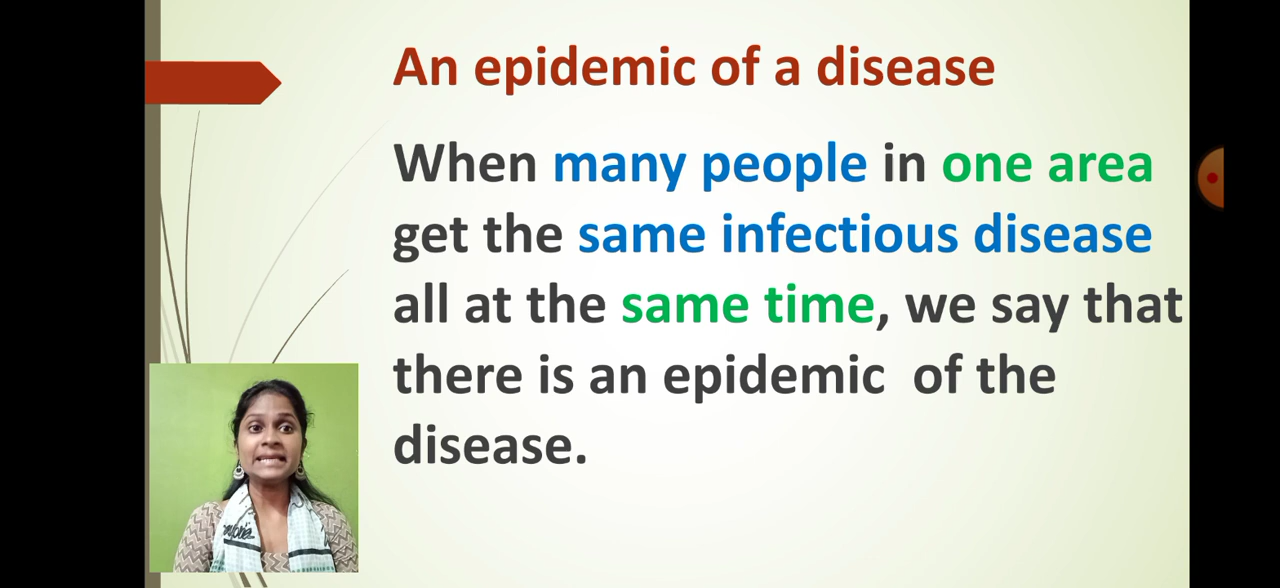 An epidemic of a disease
When many people in one area
get the same infectious disease
all at the same time, we say that
there is an epidemic  of the
disease.